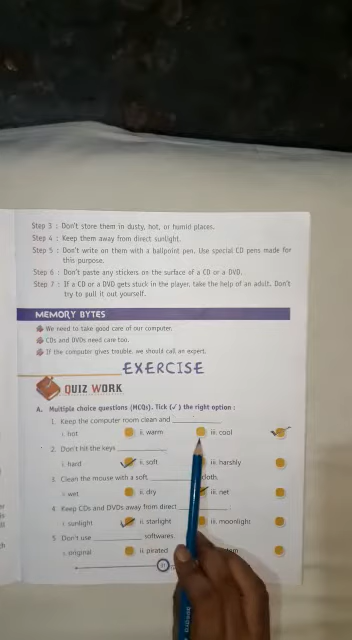 Step 3 : Don't store them in dusty, hot, or humid places.
Step 4 : Keep them away from direct sunlight.
Step 5 : Don't write on them with a ballpoint pen. Use special CD pens made for
this purpose.
Step 6 : Don't paste any stickers on the surface of a CD or a DVD.
Step 7 : If a CD or a DVD gets stuck in the player, take the help of an adult. Don't
try to pull it out yourself.
MEMORY BYTES
We need to take good care of our computer.
CDs and DVDs need care too.
If the computer gives trouble, we should call an expert.
EXERCISE
QUIZ WORK
A. Multiple choice questions (MCQs). Tick (✓) the right option :
1. Keep the computer room clean and ________
i. hot ii. warm iii. cool
2. Don't hit the keys ________
i. hard ii. soft iii. harshly
3. Clean the mouse with a soft, ________ cloth.
i. wet ii. dry iii. net
4. Keep CDs and DVDs away from direct ________ .
i. sunlight ii. starlight iii. moonlight
5. Don't use ________ softwares.
i. original ii. pirated